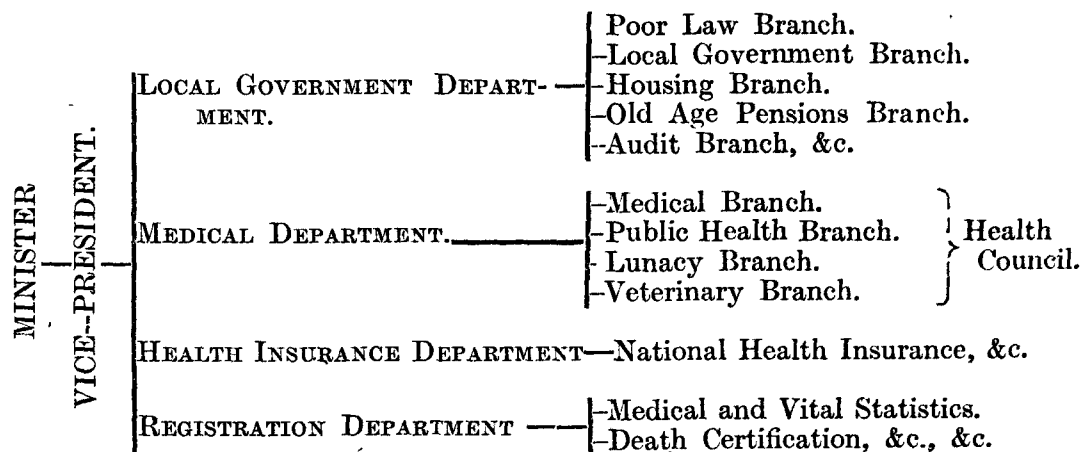 MINISTER
VICE-PRESIDENT.
LOCAL GOVERNMENT DEPART-
MENT.
Poor Law Branch.
-Local Government Branch.
-Housing Branch.
-Old Age Pensions Branch.
-Audit Branch, &c.
MEDICAL DEPARTMENT.
-Medical Branch.
-Public Health Branch.
-Lunacy Branch.
-Veterinary Branch.
Health
Council.
HEALTH INSURANCE DEPARTMENT—National Health Insurance, &c.
REGISTRATION DEPARTMENT
-Medical and Vital Statistics.
-Death Certification, &c., &c.